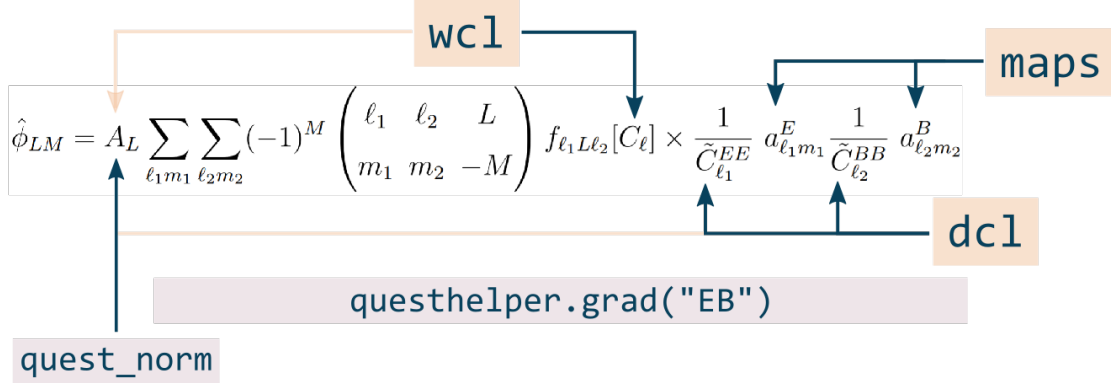 wcl
maps
\hat{\phi}_{LM} = A_L \sum_{\ell_1 m_1} \sum_{\ell_2 m_2} (-1)^M \begin{pmatrix} \ell_1 & \ell_2 & L \\ m_1 & m_2 & -M \end{pmatrix} f_{\ell_1 L \ell_2}[C_\ell] \times \frac{1}{\tilde{C}^{EE}_{\ell_1}} a^E_{\ell_1 m_1} \frac{1}{\tilde{C}^{BB}_{\ell_2}} a^B_{\ell_2 m_2}
dcl
questhelper.grad("EB")
quest_norm